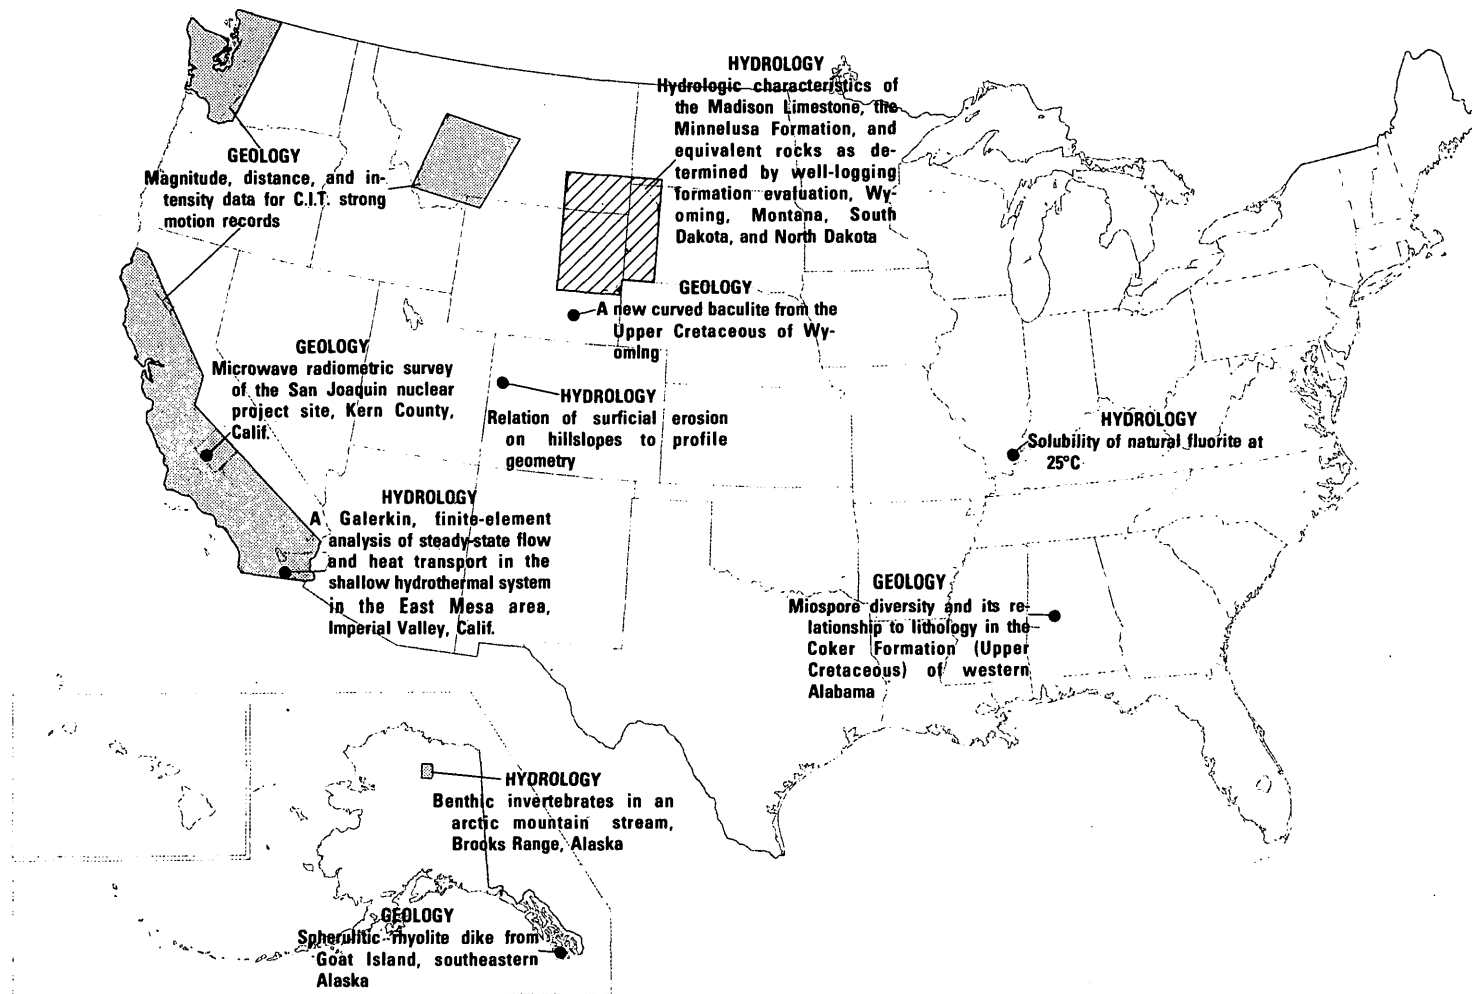 HYDROLOGY
Hydrologic characteristics of
the Madison Limestone, the
Minnelusa Formation, and
equivalent rocks as de-
termined by well-logging
formation evaluation, Wy-
oming, Montana, South
Dakota, and North Dakota
GEOLOGY
Magnitude, distance, and in-
tensity data for C.I.T. strong
motion records
GEOLOGY
A new curved baculite from the
Upper Cretaceous of Wy-
oming
GEOLOGY
Microwave radiometric survey
of the San Joaquin nuclear
project site, Kern County,
Calif.
HYDROLOGY
Relation of surficial erosion
on hillslopes to profile
geometry
HYDROLOGY
Solubility of natural fluorite at
25°C
HYDROLOGY
A Galerkin, finite-element
analysis of steady-state flow
and heat transport in the
shallow hydrothermal system
in the East Mesa area,
Imperial Valley, Calif.
GEOLOGY
Miospore diversity and its re-
lationship to lithology in the
Coker Formation (Upper
Cretaceous) of western
Alabama
HYDROLOGY
Benthic invertebrates in an
arctic mountain stream,
Brooks Range, Alaska
GEOLOGY
Spherulitic rhyolite dike from
Goat Island, southeastern
Alaska